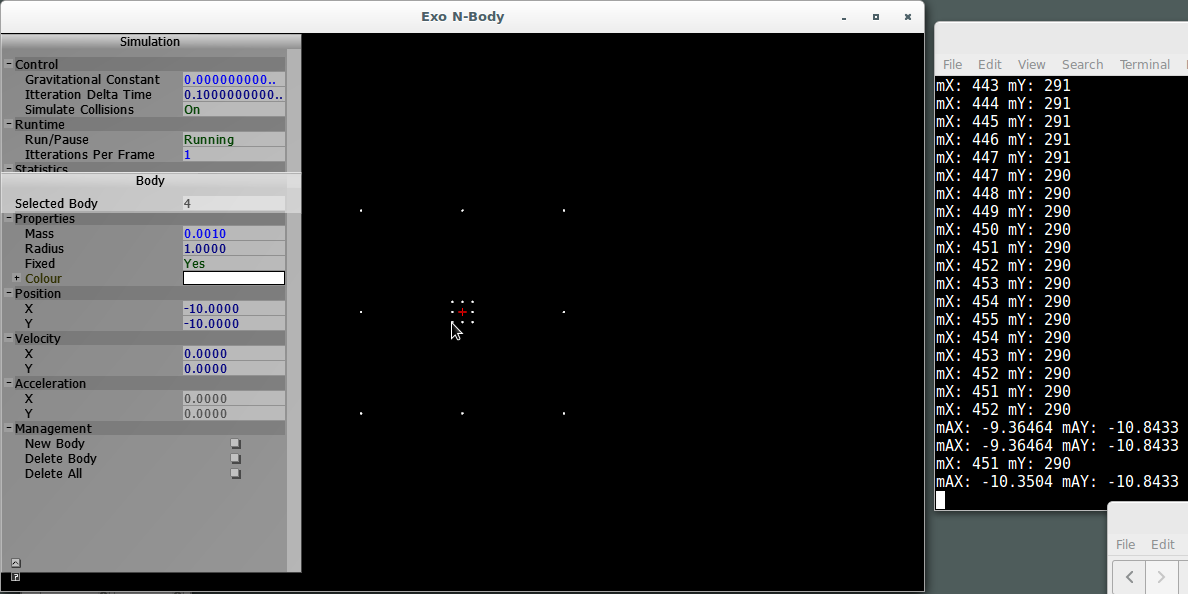 Exo N-Body
Simulation
Control
Gravitational Constant 0.000000000..
Itteration Delta Time 0.1000000000..
Simulate Collisions On
Runtime
Run/Pause Running
Itterations Per Frame 1
Statistics
Body
Selected Body 4
Properties
Mass 0.0010
Radius 1.0000
Fixed Yes
Colour
Position
X -10.0000
Y -10.0000
Velocity
X 0.0000
Y 0.0000
Acceleration
X 0.0000
Y 0.0000
Management
New Body
Delete Body
Delete All
File Edit View Search Terminal
mX: 443 mY: 291
mX: 444 mY: 291
mX: 445 mY: 291
mX: 446 mY: 291
mX: 447 mY: 291
mX: 447 mY: 290
mX: 448 mY: 290
mX: 449 mY: 290
mX: 450 mY: 290
mX: 451 mY: 290
mX: 452 mY: 290
mX: 453 mY: 290
mX: 454 mY: 290
mX: 455 mY: 290
mX: 454 mY: 290
mX: 453 mY: 290
mX: 452 mY: 290
mX: 451 mY: 290
mX: 452 mY: 290
mAX: -9.36464 mAY: -10.8433
mAX: -9.36464 mAY: -10.8433
mX: 451 mY: 290
mAX: -10.3504 mAY: -10.8433
File Edit